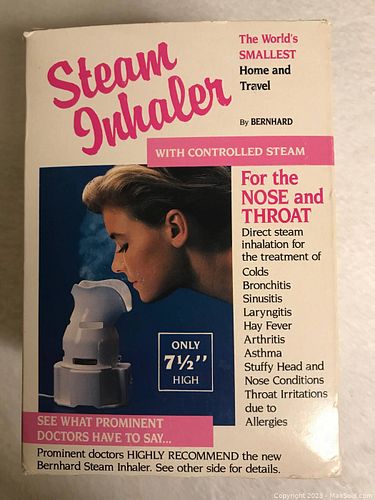 Steam
Inhaler
The World's
SMALLEST
Home and
Travel
By BERNHARD
WITH CONTROLLED STEAM
For the
NOSE and
THROAT
Direct steam
inhalation for
the treatment of
Colds
Bronchitis
Sinusitis
Laryngitis
Hay Fever
Arthritis
Asthma
Stuffy Head and
Nose Conditions
Throat Irritations
due to
Allergies
ONLY
7½"
HIGH
SEE WHAT PROMINENT
DOCTORS HAVE TO SAY...
Prominent doctors HIGHLY RECOMMEND the new
Bernhard Steam Inhaler. See other side for details.
Copyright 2023 - MaxSold.com